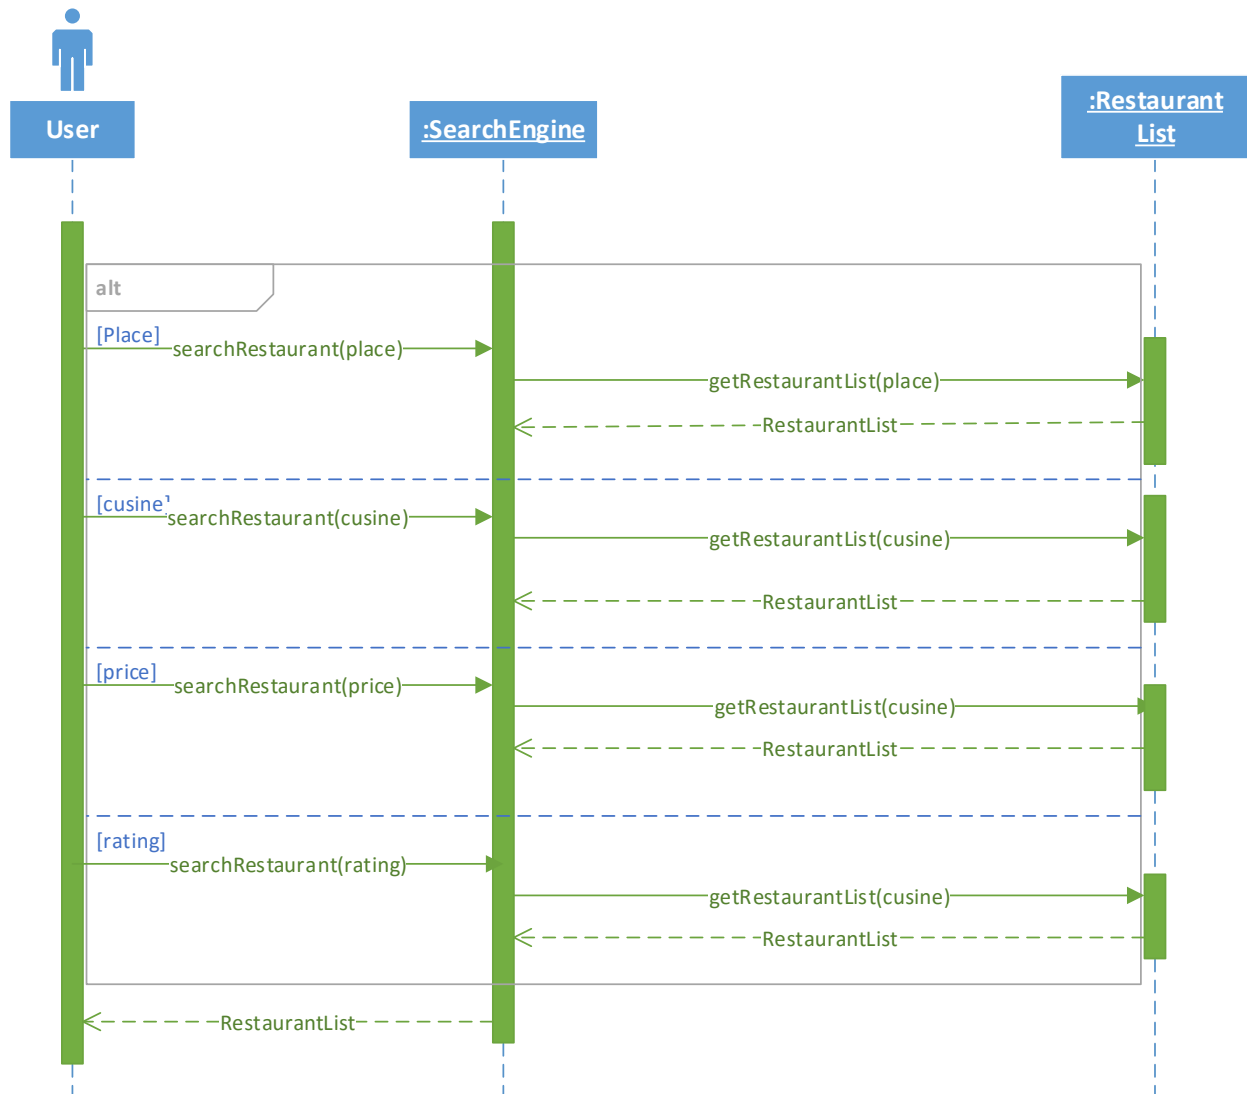 User
:SearchEngine
:Restaurant
List
alt
[Place]
searchRestaurant(place)
getRestaurantList(place)
RestaurantList
[cusine]
searchRestaurant(cusine)
getRestaurantList(cusine)
RestaurantList
[price]
searchRestaurant(price)
getRestaurantList(cusine)
RestaurantList
[rating]
searchRestaurant(rating)
getRestaurantList(cusine)
RestaurantList
RestaurantList